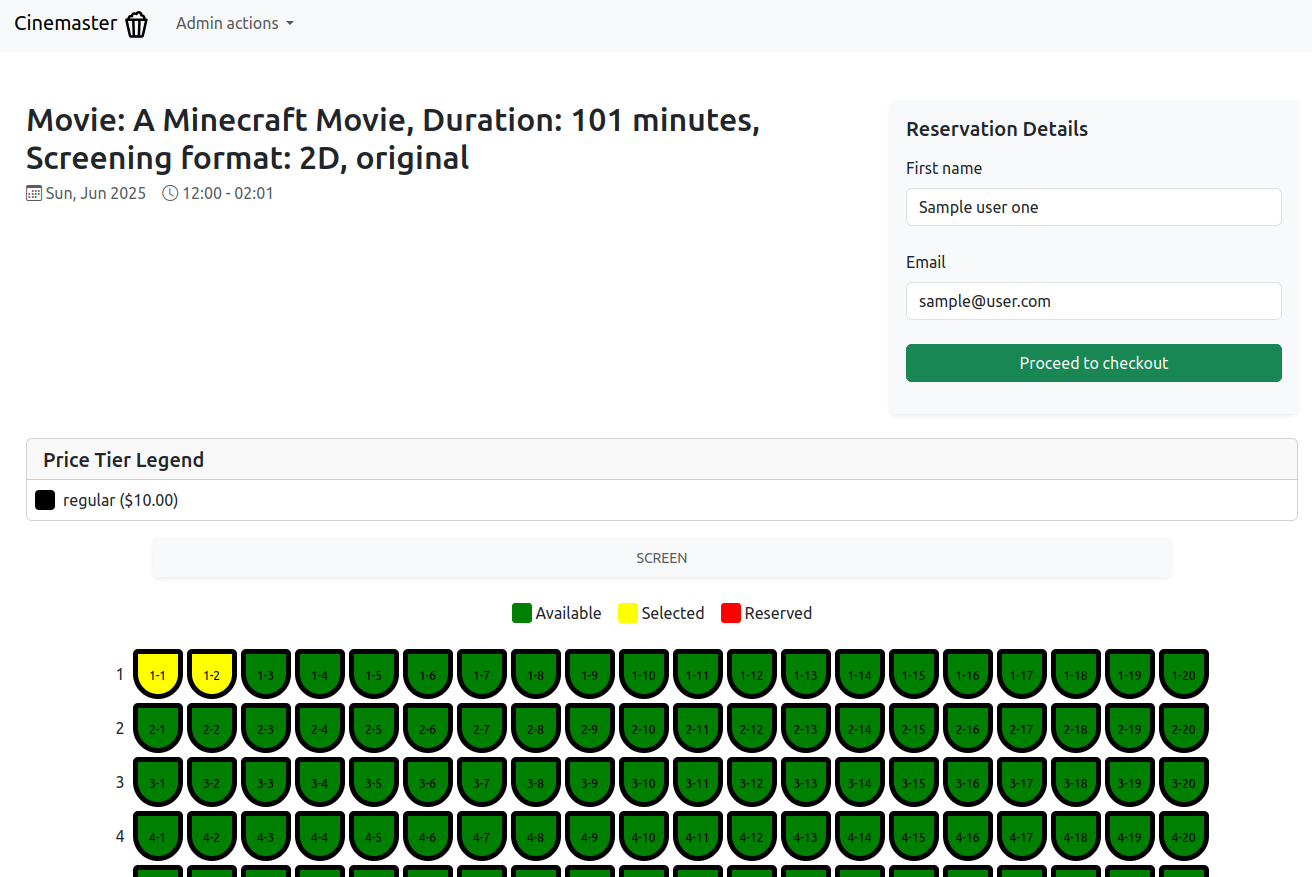 Cinemaster Admin actions
Movie: A Minecraft Movie, Duration: 101 minutes,
Screening format: 2D, original
Sun, Jun 2025 12:00 - 02:01
Reservation Details
First name
Sample user one
Email
sample@user.com
Proceed to checkout
Price Tier Legend
regular ($10.00)
SCREEN
Available Selected Reserved
1 1-1 1-2 1-3 1-4 1-5 1-6 1-7 1-8 1-9 1-10 1-11 1-12 1-13 1-14 1-15 1-16 1-17 1-18 1-19 1-20
2 2-1 2-2 2-3 2-4 2-5 2-6 2-7 2-8 2-9 2-10 2-11 2-12 2-13 2-14 2-15 2-16 2-17 2-18 2-19 2-20
3 3-1 3-2 3-3 3-4 3-5 3-6 3-7 3-8 3-9 3-10 3-11 3-12 3-13 3-14 3-15 3-16 3-17 3-18 3-19 3-20
4 4-1 4-2 4-3 4-4 4-5 4-6 4-7 4-8 4-9 4-10 4-11 4-12 4-13 4-14 4-15 4-16 4-17 4-18 4-19 4-20